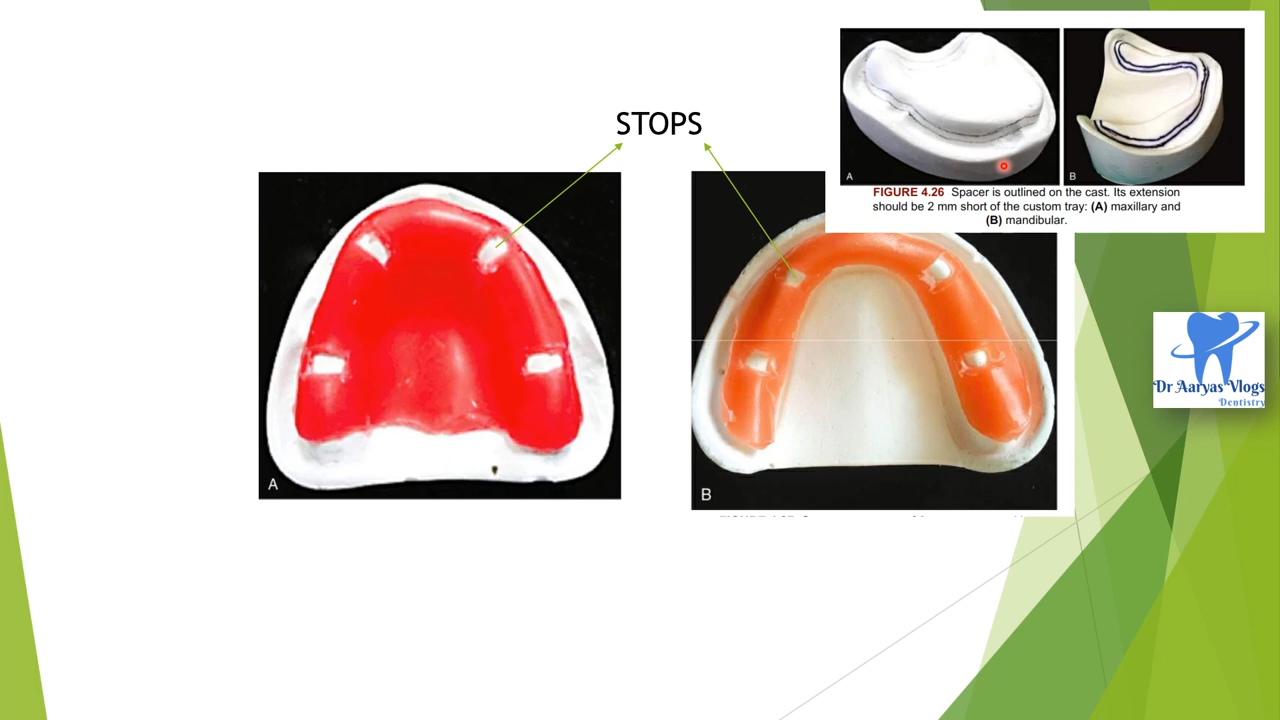 STOPS
A
B
FIGURE 4.26 Spacer is outlined on the cast. Its extension
should be 2 mm short of the custom tray: (A) maxillary and
(B) mandibular.
A
B
Dr Aaryas Vlogs
Dentistry